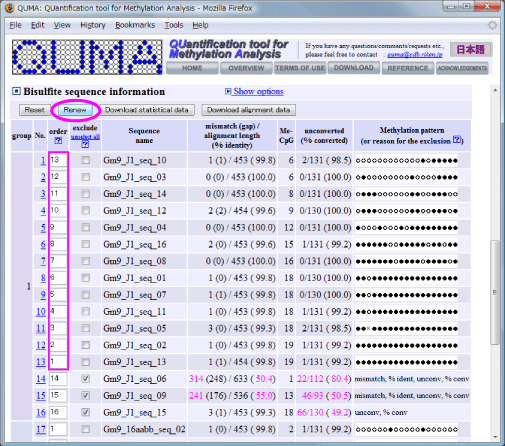 QUMA: QUantification tool for Methylation Analysis - Mozilla Firefox
File Edit View History Bookmarks Tools Help
QUMA QUantification tool for Methylation Analysis
If you have any questions/comments/requests etc., please feel free to contact : quma@cdb.riken.jp
日本語
HOME OVERVIEW TERMS OF USE DOWNLOAD REFERENCE ACKNOWLEDGEMENTS
Bisulfite sequence information Show options
Reset Renew Download statistical data Download alignment data
group No. order exclude Sequence name mismatch (gap) / alignment length (% identity) Me-CpG unconverted (% converted) Methylation pattern (or reason for the exclusion [?])
[?] unselect all [?]
1
1 13 Gm9_J1_seq_10 1 (1) / 453 ( 99.8) 6 2/131 ( 98.5)
2 12 Gm9_J1_seq_03 0 (0) / 453 (100.0) 6 0/131 (100.0)
3 11 Gm9_J1_seq_14 0 (0) / 453 (100.0) 8 0/131 (100.0)
4 10 Gm9_J1_seq_12 2 (2) / 454 ( 99.6) 9 0/130 (100.0)
5 9 Gm9_J1_seq_04 0 (0) / 453 (100.0) 12 0/131 (100.0)
6 8 Gm9_J1_seq_16 2 (0) / 453 ( 99.6) 15 1/131 ( 99.2)
7 7 Gm9_J1_seq_08 0 (0) / 453 (100.0) 16 0/131 (100.0)
8 6 Gm9_J1_seq_01 1 (1) / 453 ( 99.8) 18 0/131 (100.0)
9 5 Gm9_J1_seq_07 1 (1) / 453 ( 99.8) 18 0/130 (100.0)
10 4 Gm9_J1_seq_11 1 (0) / 453 ( 99.8) 18 1/131 ( 99.2)
11 3 Gm9_J1_seq_05 3 (0) / 453 ( 99.3) 18 2/131 ( 98.5)
12 2 Gm9_J1_seq_02 1 (0) / 453 ( 99.8) 19 1/131 ( 99.2)
13 1 Gm9_J1_seq_13 1 (1) / 454 ( 99.8) 19 1/131 ( 99.2)
14 14 Gm9_J1_seq_06 314 (248) / 633 ( 50.4) 1 22/112 ( 80.4) mismatch, % ident, unconv, % conv
15 15 Gm9_J1_seq_09 241 (176) / 536 ( 55.0) 13 46/93 ( 50.5) mismatch, % ident, unconv, % conv
16 16 Gm9_J1_seq_15 3 (1) / 453 ( 99.3) 18 66/130 ( 49.2) unconv, % conv
17 1 Gm9_16aabb_seq_02 1 (0) / 453 ( 99.8) 2 1/131 ( 99.2)